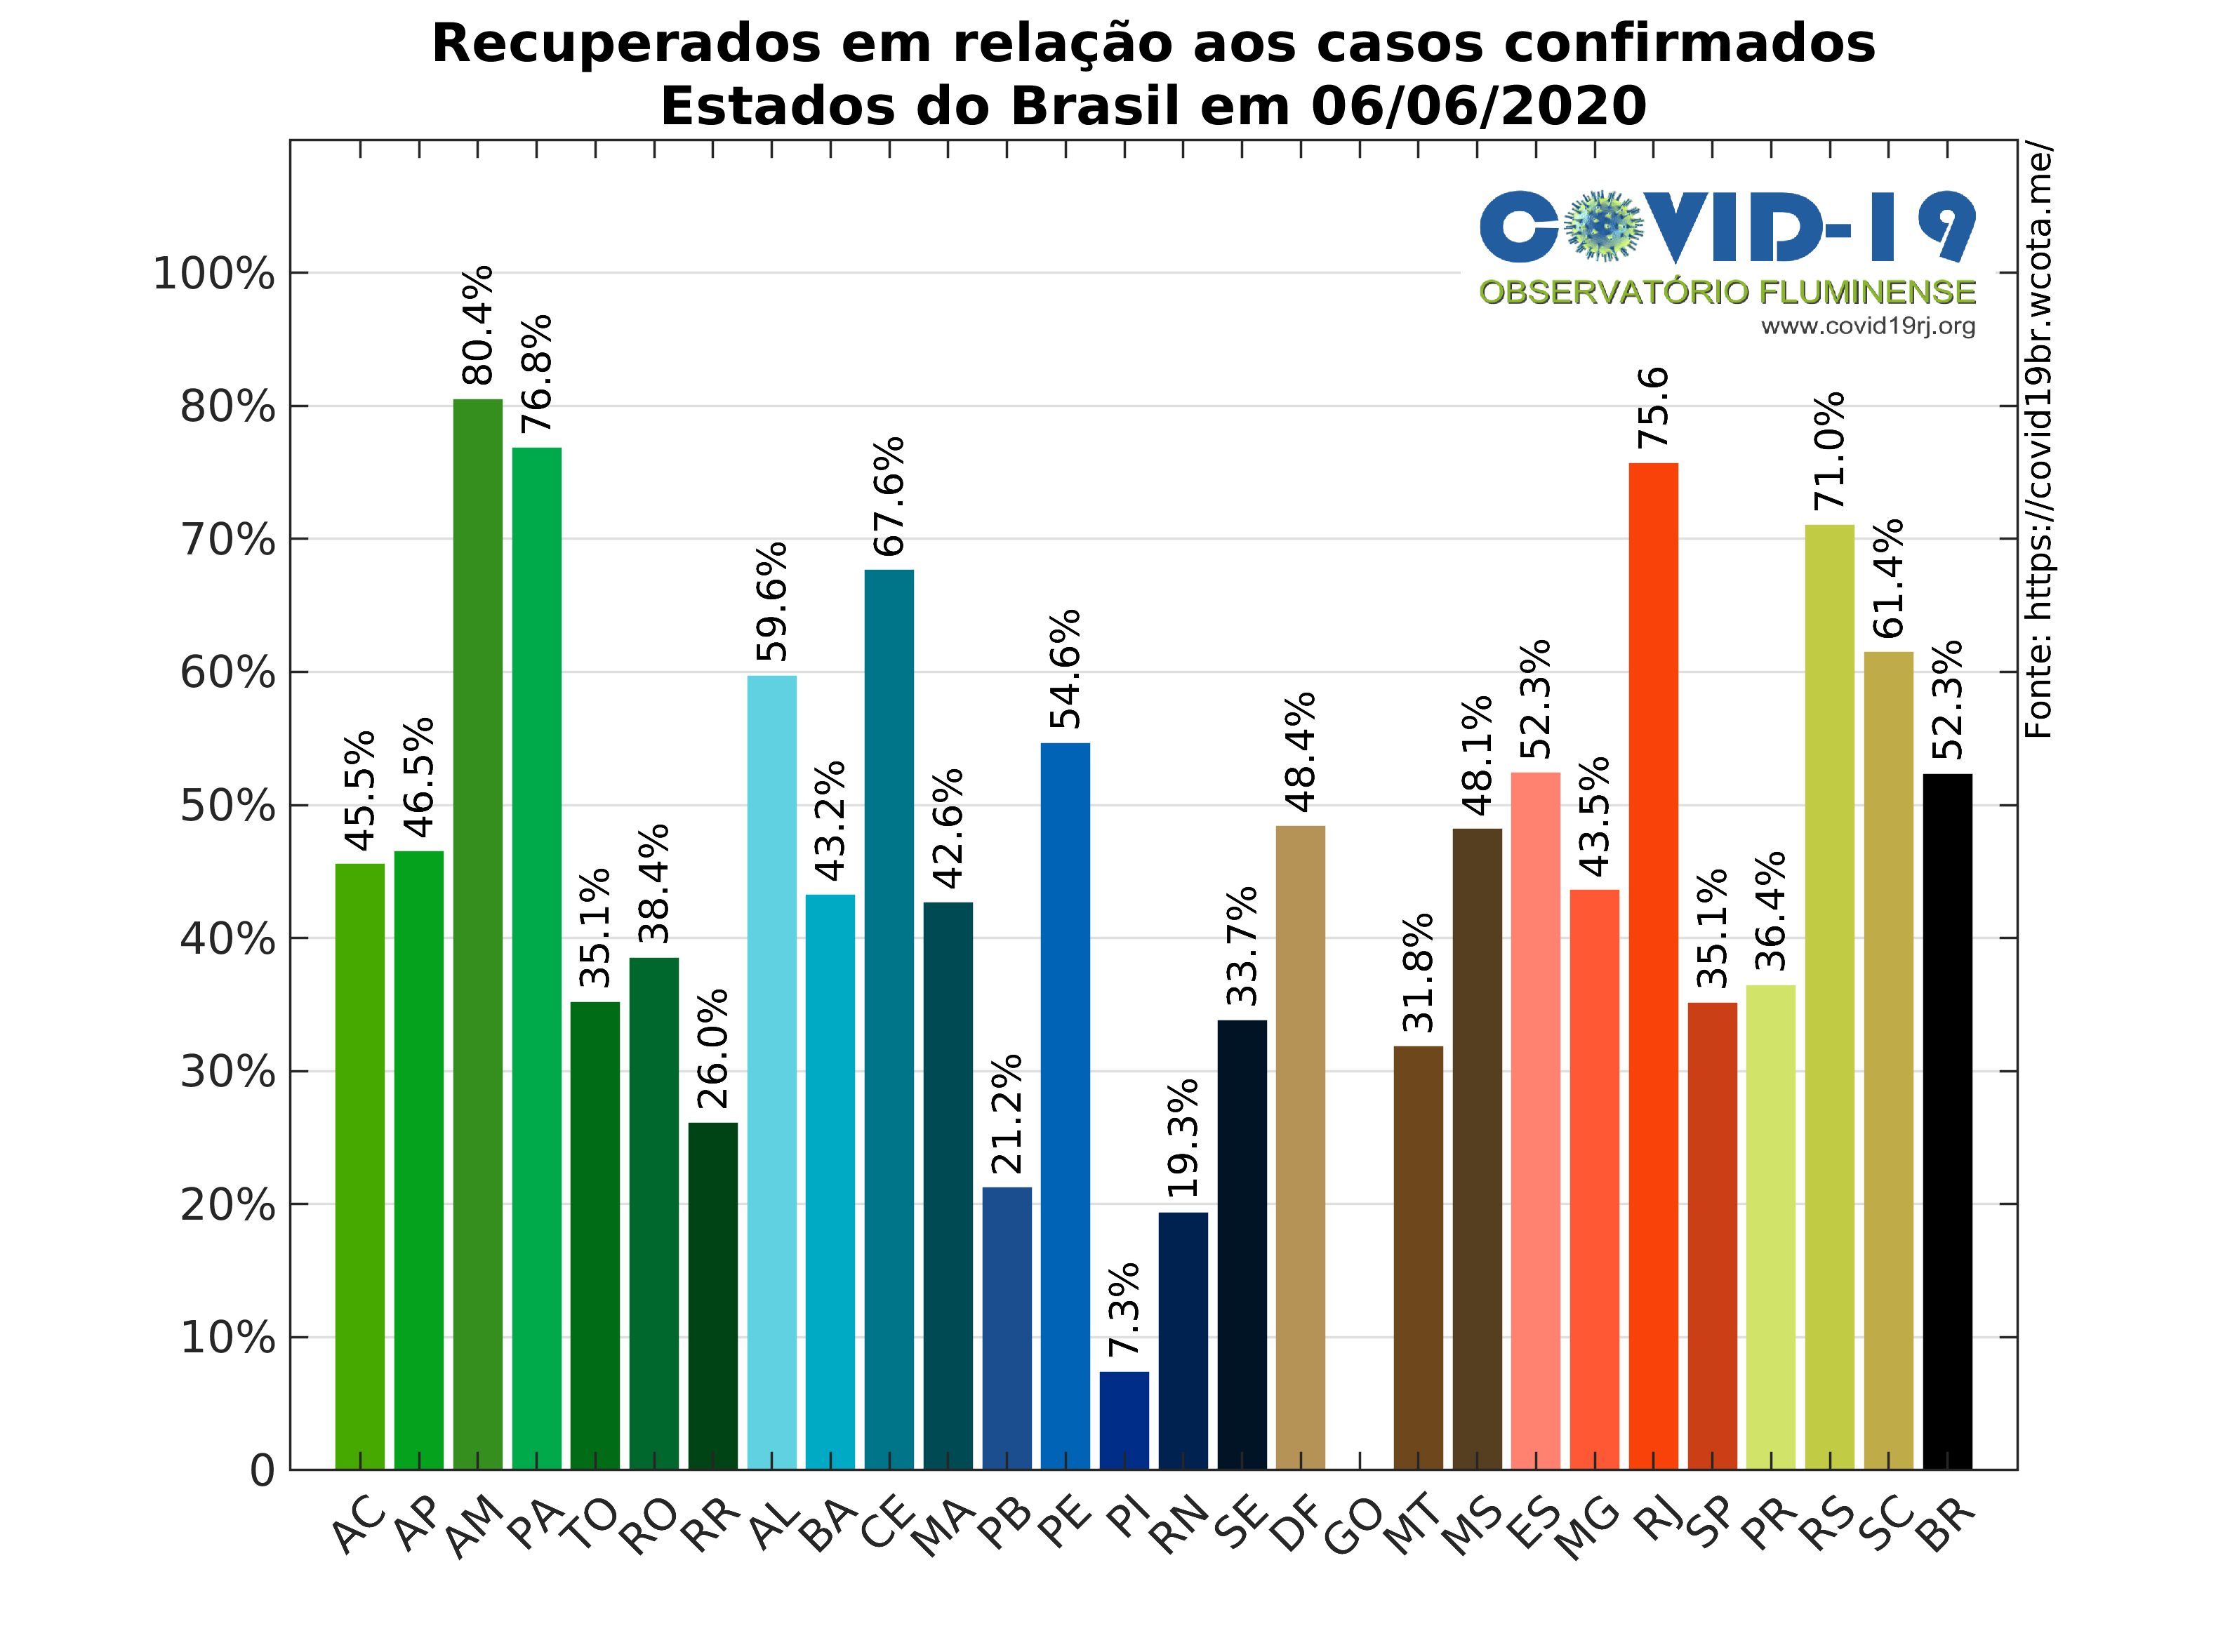 Recuperados em relação aos casos confirmados
Estados do Brasil em 06/06/2020
COVID-19
OBSERVATÓRIO FLUMINENSE
www.covid19rj.org
Fonte: https://covid19br.wcota.me/
100%
80%
70%
60%
50%
40%
30%
20%
10%
0
45.5%
46.5%
80.4%
76.8%
35.1%
38.4%
26.0%
59.6%
43.2%
67.6%
42.6%
21.2%
54.6%
7.3%
19.3%
33.7%
48.4%
31.8%
48.1%
52.3%
43.5%
75.6
35.1%
36.4%
71.0%
61.4%
52.3%
AC
AP
AM
PA
TO
RO
RR
AL
BA
CE
MA
PB
PE
PI
RN
SE
DF
GO
MT
MS
ES
MG
RJ
SP
PR
RS
SC
BR